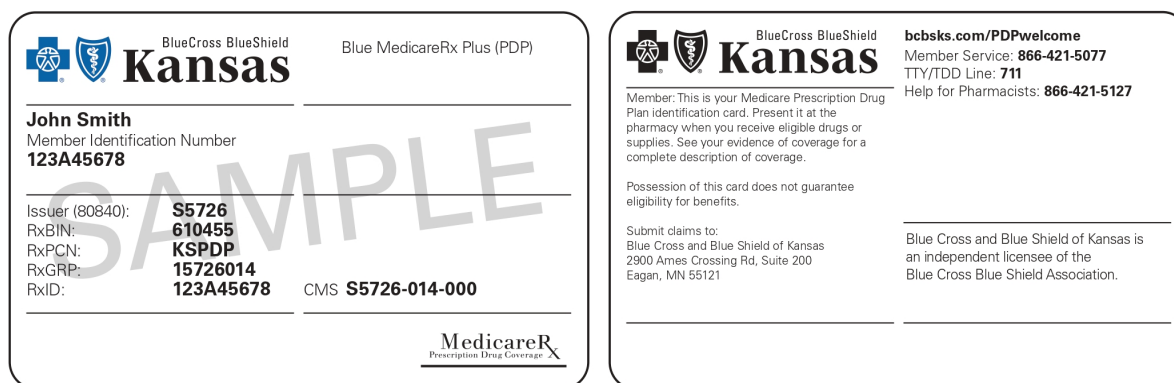 BlueCross BlueShield
Kansas
Blue MedicareRx Plus (PDP)
John Smith
Member Identification Number
123A45678
SAMPLE
Issuer (80840): S5726
RxBIN: 610455
RxPCN: KSPDP
RxGRP: 15726014
RxID: 123A45678
CMS S5726-014-000
MedicareRx
Prescription Drug Coverage
BlueCross BlueShield
Kansas
Member: This is your Medicare Prescription Drug
Plan identification card. Present it at the
pharmacy when you receive eligible drugs or
supplies. See your evidence of coverage for a
complete description of coverage.
Possession of this card does not guarantee
eligibility for benefits.
Submit claims to:
Blue Cross and Blue Shield of Kansas
2900 Ames Crossing Rd, Suite 200
Eagan, MN 55121
bcbsks.com/PDPwelcome
Member Service: 866-421-5077
TTY/TDD Line: 711
Help for Pharmacists: 866-421-5127
Blue Cross and Blue Shield of Kansas is
an independent licensee of the
Blue Cross Blue Shield Association.